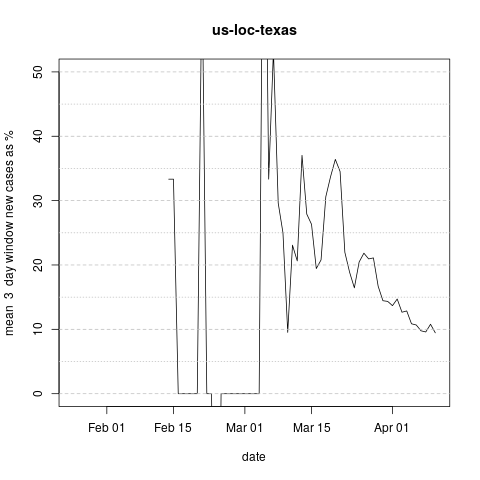 us-loc-texas
mean  3  day window new cases as %
50
40
30
20
10
0
Feb 01
Feb 15
Mar 01
Mar 15
Apr 01
date